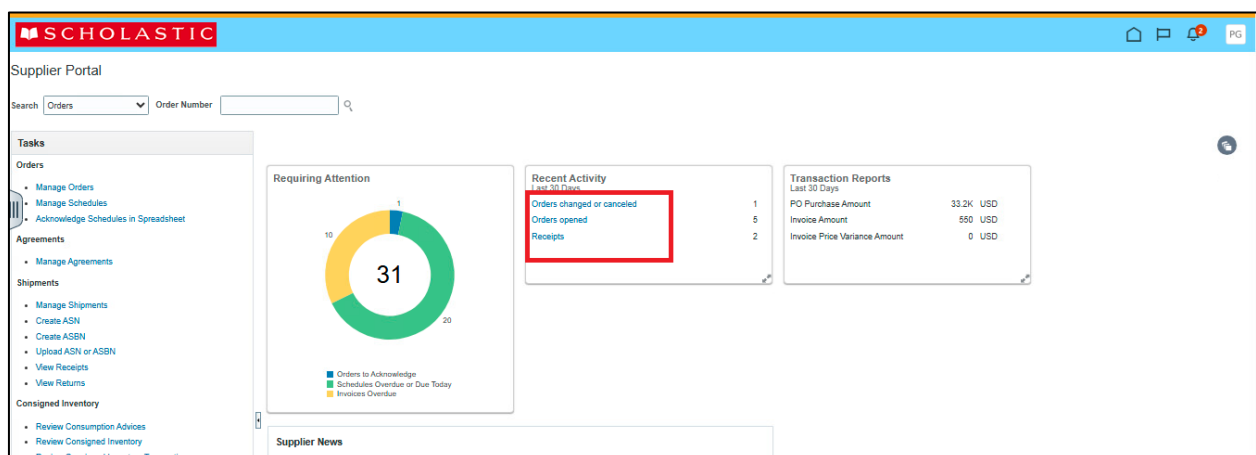 SCHOLASTIC
2
PG
Supplier Portal
Search Orders Order Number
Tasks
Orders
Manage Orders
Manage Schedules
Acknowledge Schedules in Spreadsheet
Agreements
Manage Agreements
Shipments
Manage Shipments
Create ASN
Create ASBN
Upload ASN or ASBN
View Receipts
View Returns
Consigned Inventory
Review Consumption Advices
Review Consigned Inventory
Requiring Attention
1
10
31
20
Orders to Acknowledge
Schedules Overdue or Due Today
Invoices Overdue
Recent Activity
Last 30 Days
Orders changed or canceled 1
Orders opened 5
Receipts 2
Transaction Reports
Last 30 Days
PO Purchase Amount 33.2K USD
Invoice Amount 550 USD
Invoice Price Variance Amount 0 USD
Supplier News